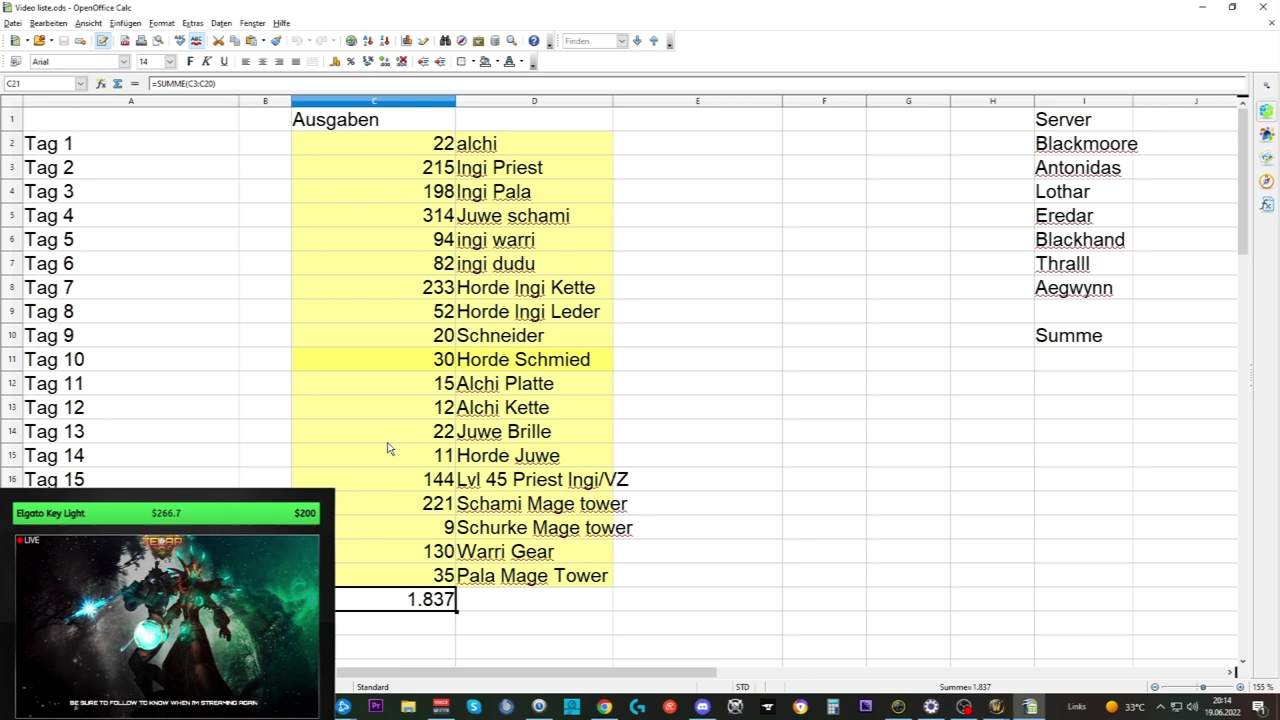 Video liste.ods - OpenOffice Calc
Datei Bearbeiten Ansicht Einfügen Format Extras Daten Fenster Hilfe
Finden
Arial 14
C21 =SUMME(C3:C20)
A B C D E F G H I J
1 Ausgaben Server
2 Tag 1 22 alchi Blackmoore
3 Tag 2 215 Ingi Priest Antonidas
4 Tag 3 198 Ingi Pala Lothar
5 Tag 4 314 Juwe schami Eredar
6 Tag 5 94 ingi warri Blackhand
7 Tag 6 82 ingi dudu Thralll
8 Tag 7 233 Horde Ingi Kette Aegwynn
9 Tag 8 52 Horde Ingi Leder
10 Tag 9 20 Schneider Summe
11 Tag 10 30 Horde Schmied
12 Tag 11 15 Alchi Platte
13 Tag 12 12 Alchi Kette
14 Tag 13 22 Juwe Brille
15 Tag 14 11 Horde Juwe
16 Tag 15 144 Lvl 45 Priest Ingi/VZ
221 Schami Mage tower
9 Schurke Mage tower
130 Warri Gear
35 Pala Mage Tower
1.837
Elgato Key Light $266.7 $200
LIVE
BE SURE TO FOLLOW TO KNOW WHEN I'M STREAMING AGAIN
Standard STD Summe=1.837 155 %
Links 33°C 20:14
19.06.2022